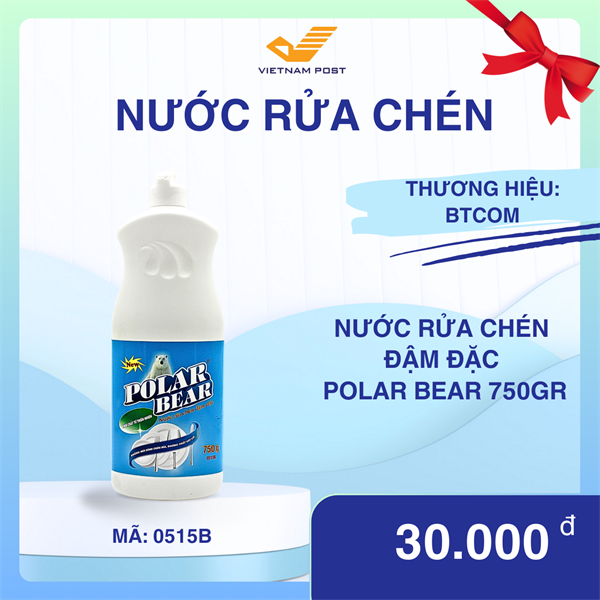 VIETNAM POST
NƯỚC RỬA CHÉN
THƯƠNG HIỆU:
BTCOM
NƯỚC RỬA CHÉN
ĐẬM ĐẶC
POLAR BEAR 750GR
New
POLAR
BEAR
750
MÃ: 0515B
30.000 đ